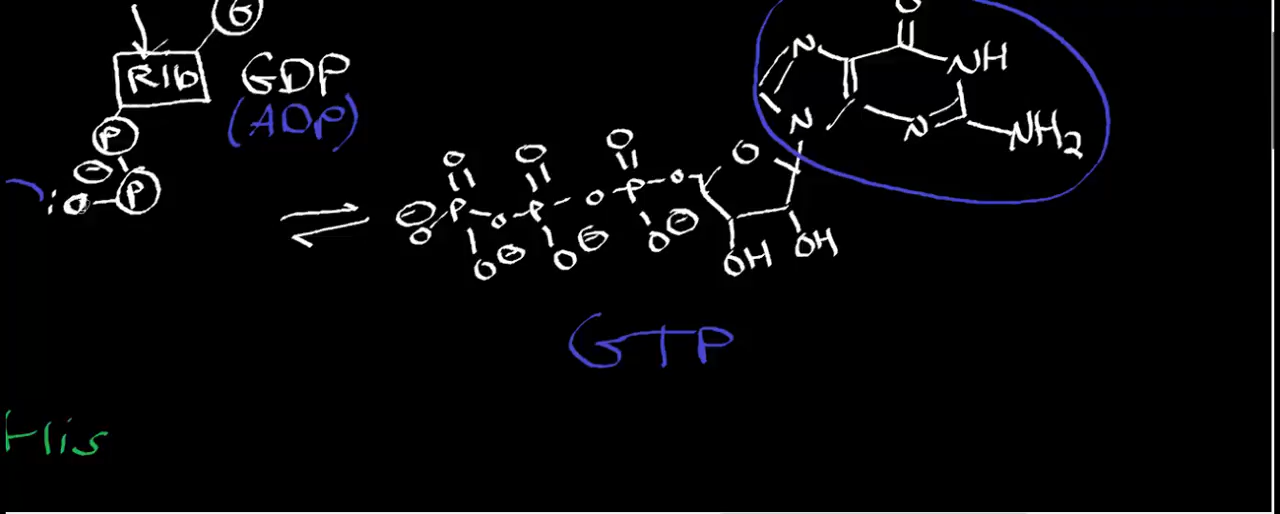 G
Rib GDP
(ADP)
P
⊖
:O-P
O
N NH
N N NH2
O O O O
⊖ P O P O P O
O O⊖ O⊖ O⊖
OH OH
GTP
His